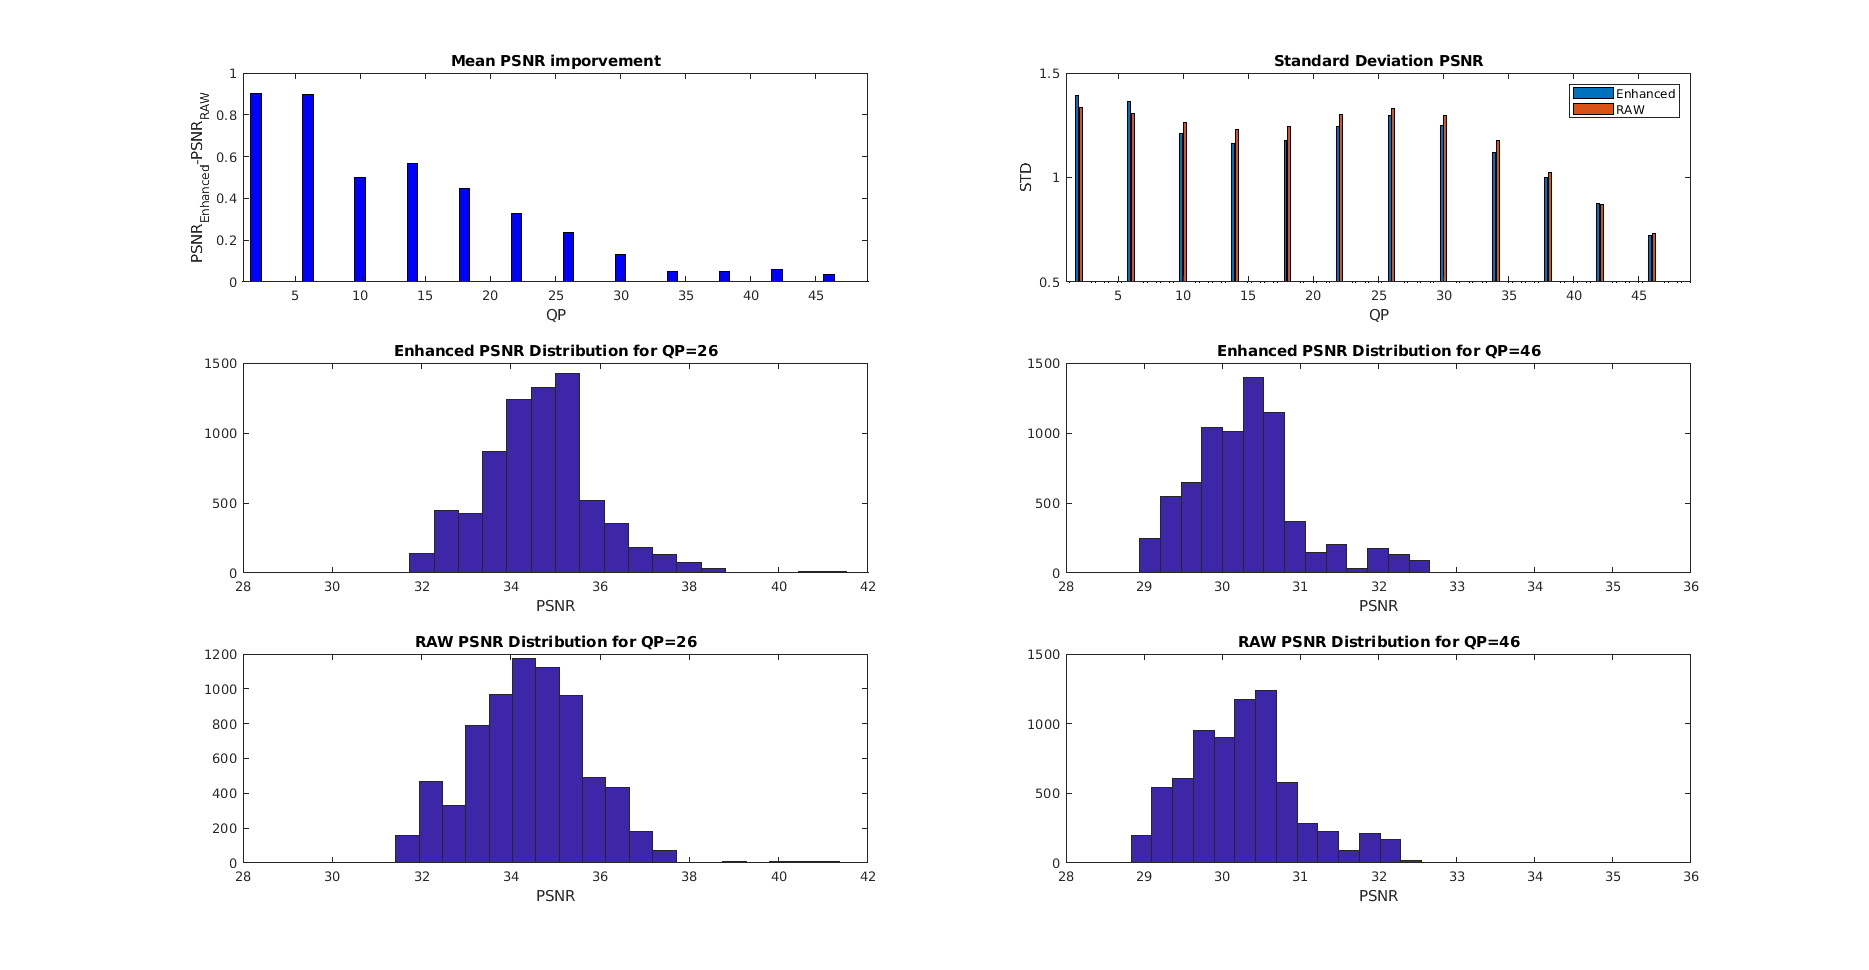 Mean PSNR imporvement
1
0.8
0.6
0.4
0.2
0
PSNR_Enhanced-PSNR_RAW
5 10 15 20 25 30 35 40 45
QP
Standard Deviation PSNR
1.5
1
0.5
STD
Enhanced
RAW
5 10 15 20 25 30 35 40 45
QP
Enhanced PSNR Distribution for QP=26
1500
1000
500
0
28 30 32 34 36 38 40 42
PSNR
Enhanced PSNR Distribution for QP=46
1500
1000
500
0
28 29 30 31 32 33 34 35 36
PSNR
RAW PSNR Distribution for QP=26
1200
1000
800
600
400
200
0
28 30 32 34 36 38 40 42
PSNR
RAW PSNR Distribution for QP=46
1500
1000
500
0
28 29 30 31 32 33 34 35 36
PSNR